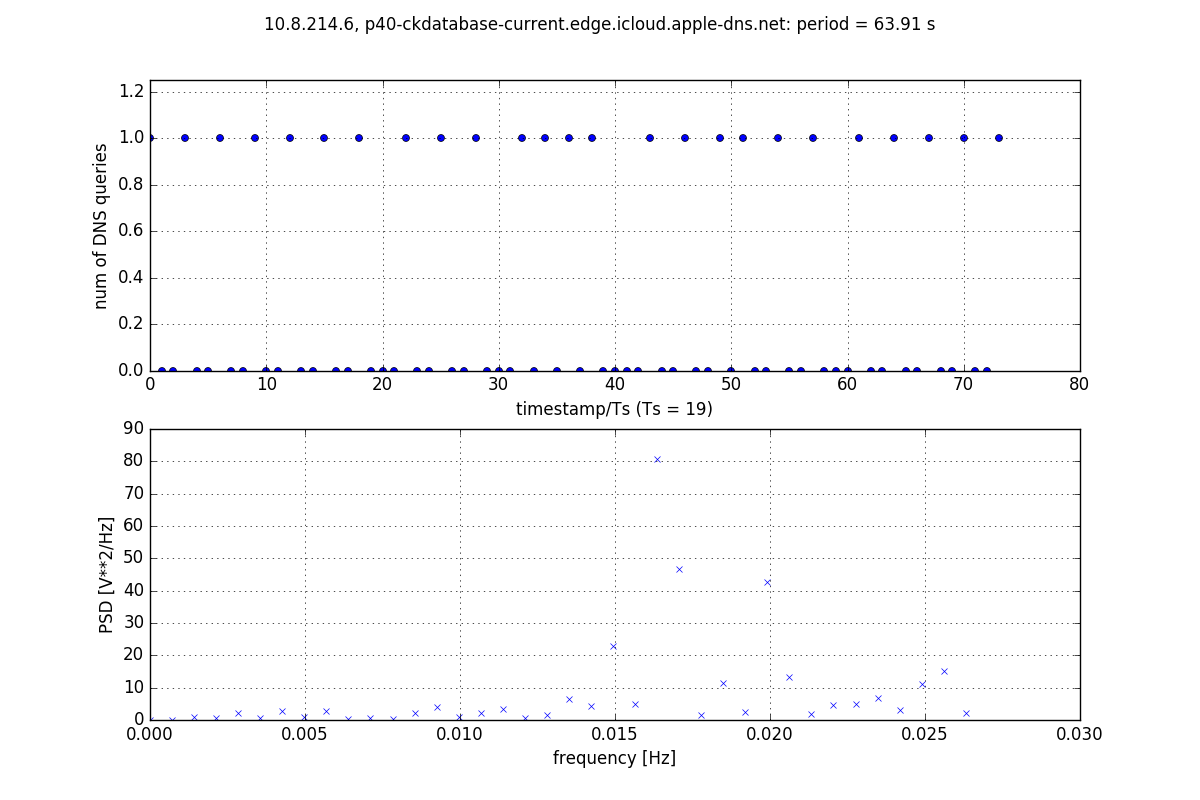 10.8.214.6, p40-ckdatabase-current.edge.icloud.apple-dns.net: period = 63.91 s
1.2
1.0
0.8
0.6
0.4
0.2
0.0
num of DNS queries
0 10 20 30 40 50 60 70 80
timestamp/Ts (Ts = 19)
90
80
70
60
50
40
30
20
10
0
PSD [V**2/Hz]
0.000 0.005 0.010 0.015 0.020 0.025 0.030
frequency [Hz]